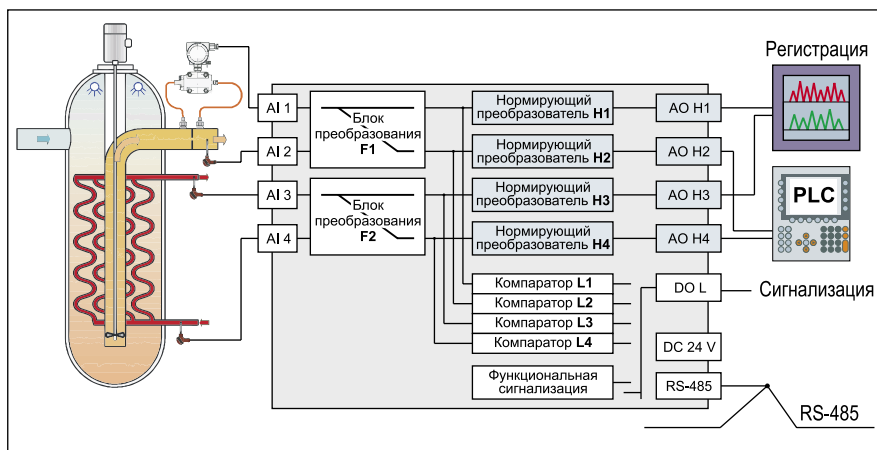 Регистрация
AI 1
Блок
преобразования
F1
Нормирующий
преобразователь H1
AO H1
AI 2
Нормирующий
преобразователь H2
AO H2
AI 3
Блок
преобразования
F2
Нормирующий
преобразователь H3
AO H3
PLC
AI 4
Нормирующий
преобразователь H4
AO H4
Компаратор L1
Компаратор L2
Компаратор L3
Компаратор L4
DO L
Сигнализация
DC 24 V
Функциональная
сигнализация
RS-485
RS-485